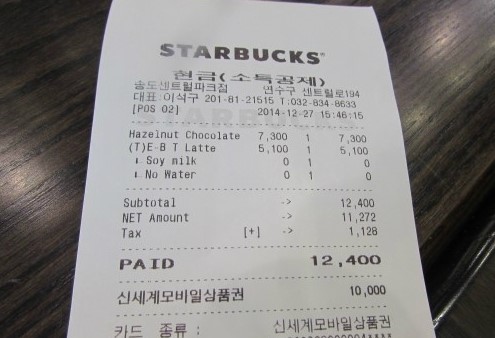 STARBUCKS
현금(소득공제)
송도센트럴파크점 연수구 센트럴로194
대표:이석구 201-81-21515 T:032-834-8633
[POS 02] 2014-12-27 15:46:15
Hazelnut Chocolate 7,300 1 7,300
(T)E-B T Latte 5,100 1 5,100
Soy milk 0 1 0
No Water 0 1 0
Subtotal -> 12,400
NET Amount -> 11,272
Tax [+] -> 1,128
PAID 12,400
신세계모바일상품권 10,000
카드 종류 : 신세계모바일상품권